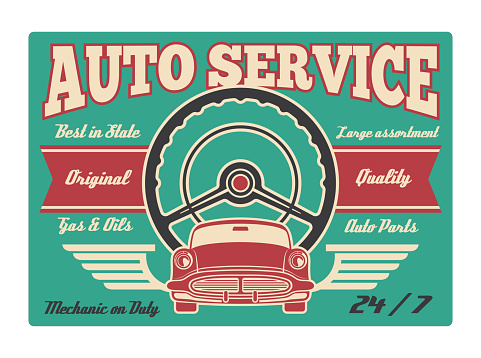 AUTO SERVICE
Best in State
Large assortment
Original
Quality
Gas & Oils
Auto Parts
Mechanic on Duty
24 / 7